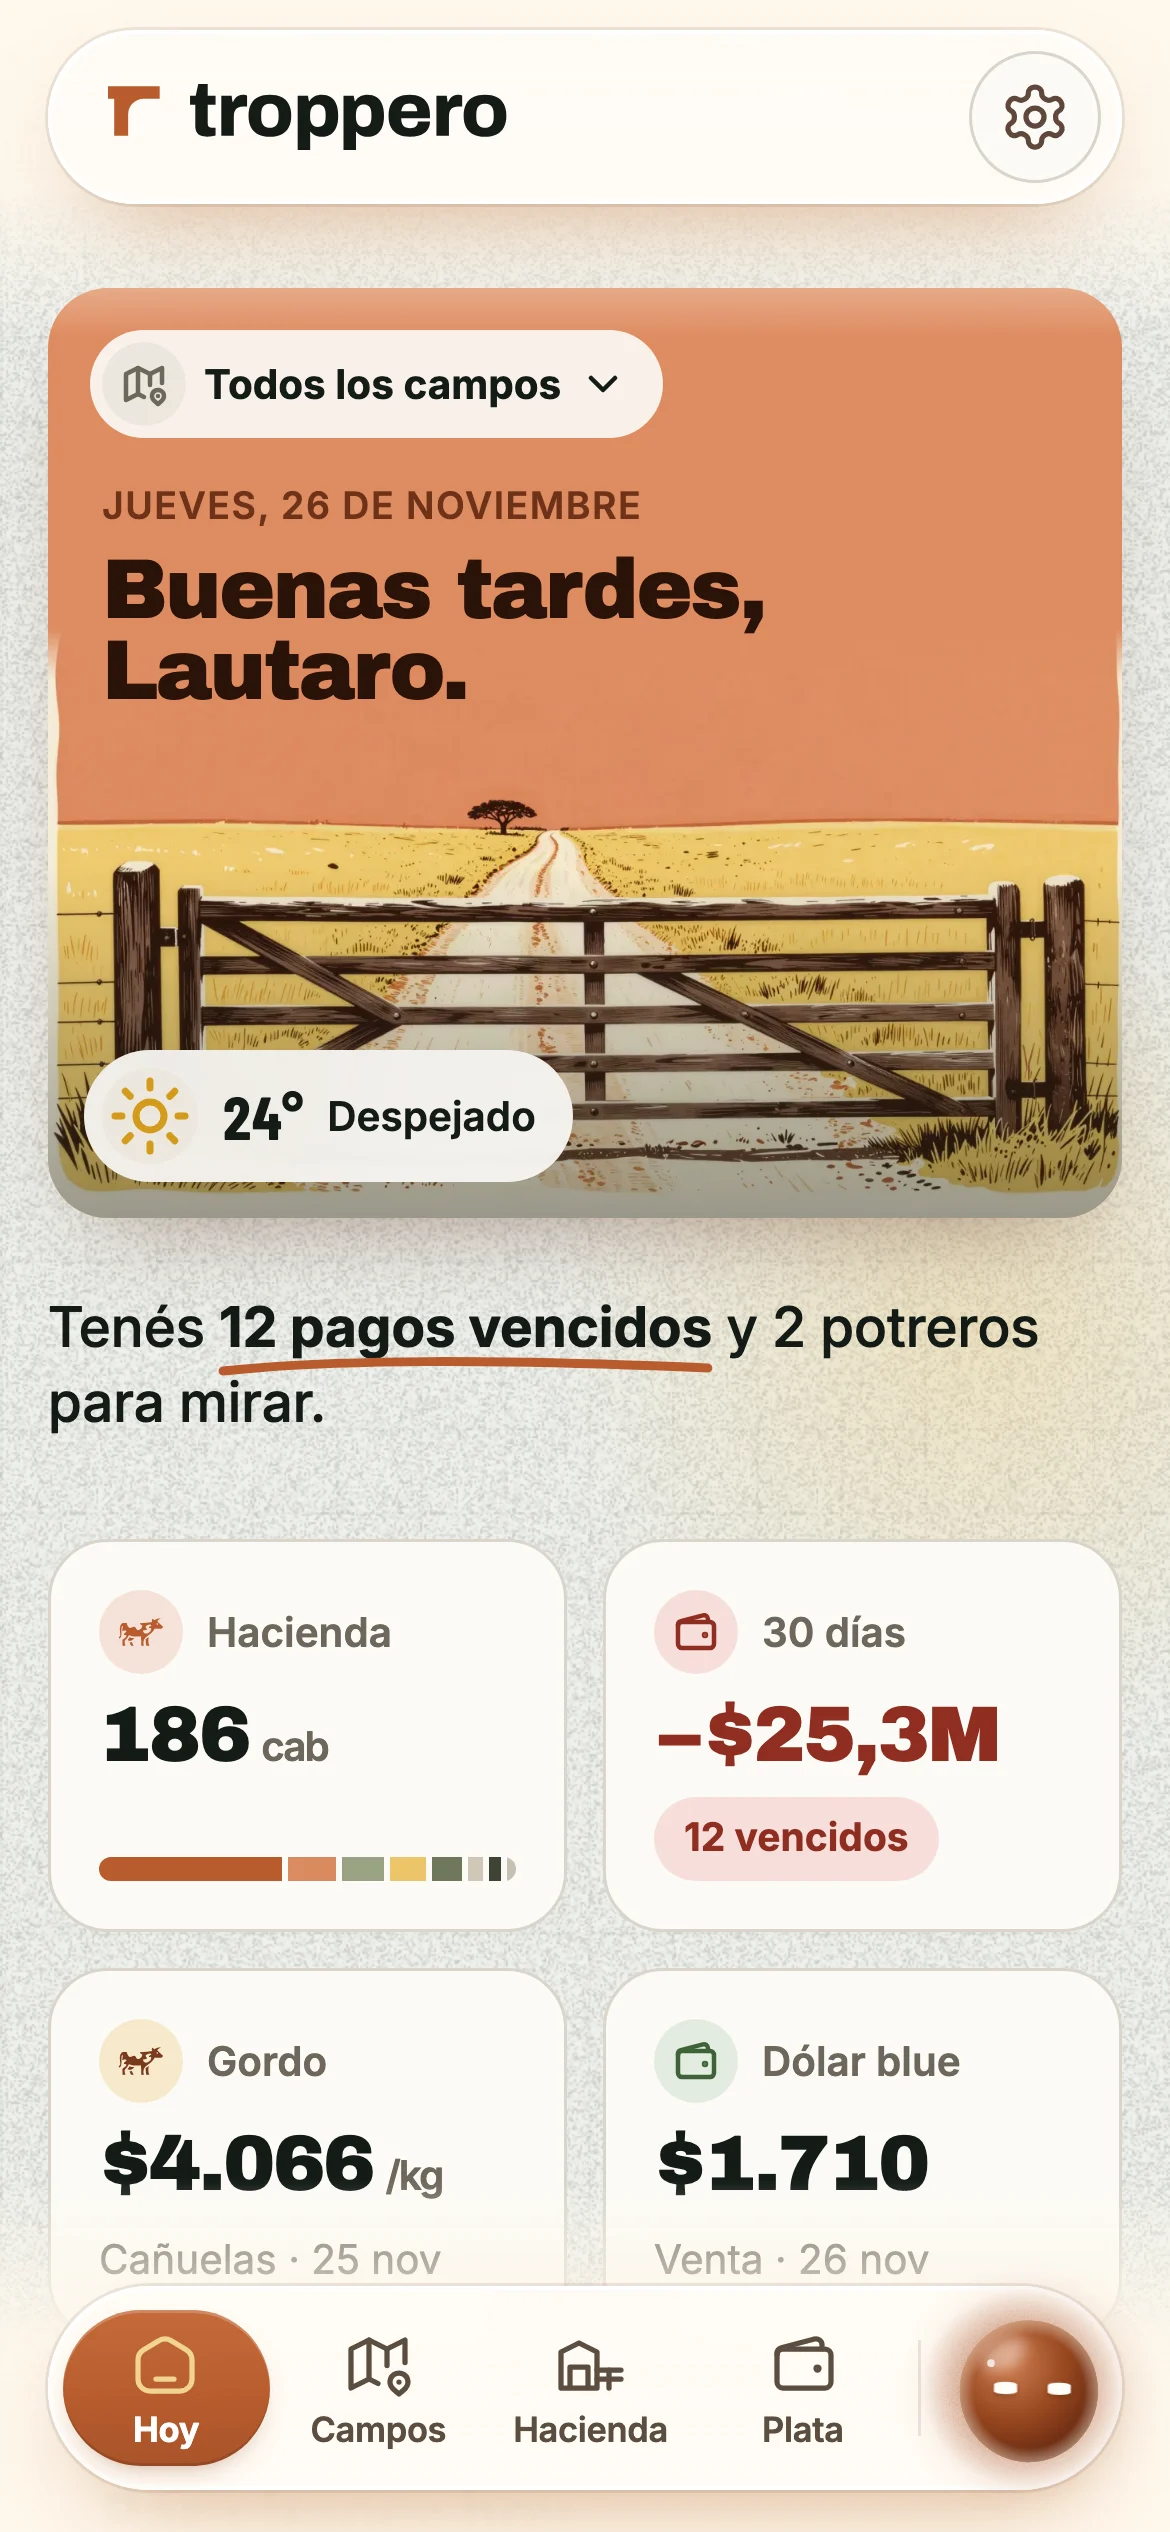 troppero
Todos los campos
JUEVES, 26 DE NOVIEMBRE
Buenas tardes,
Lautaro.
24° Despejado
Tenés 12 pagos vencidos y 2 potreros
para mirar.
Hacienda
186 cab
30 días
–$25,3M
12 vencidos
Gordo
$4.066 /kg
Cañuelas · 25 nov
Dólar blue
$1.710
Venta · 26 nov
Hoy
Campos
Hacienda
Plata